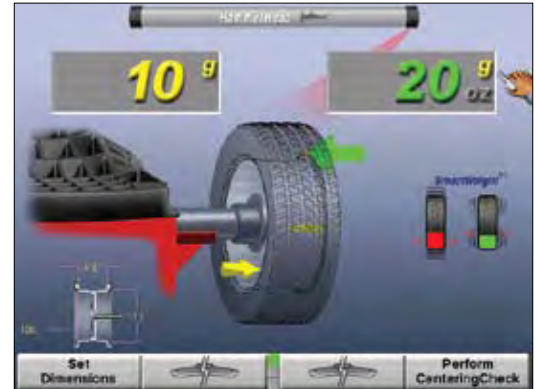 10 g
20 g
oz
SmartWeight
Set
Dimensions
Perform
CenteringCheck